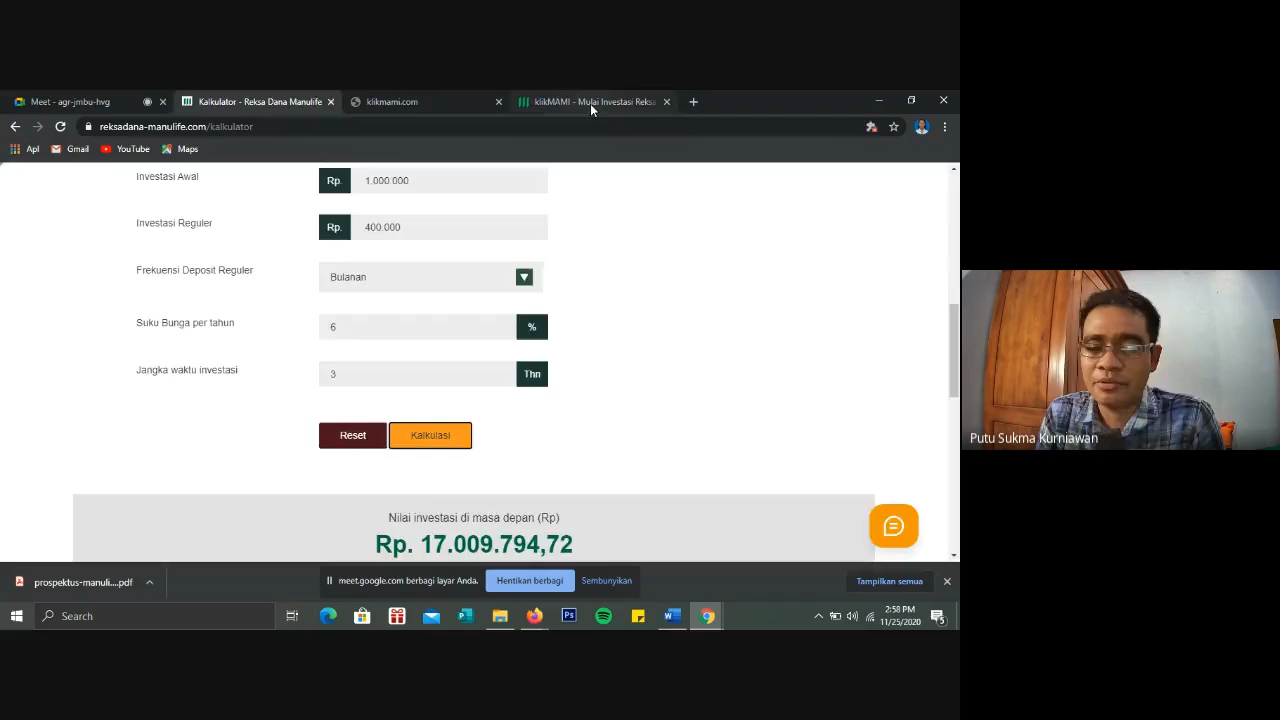 Meet - agr-jmbu-hvg
Kalkulator - Reksa Dana Manulife
klikmami.com
klikMAMI - Mulai Investasi Reksa
reksadana-manulife.com/kalkulator
Apl
Gmail
YouTube
Maps
Investasi Awal
Rp.
1.000.000
Investasi Reguler
Rp.
400.000
Frekuensi Deposit Reguler
Bulanan
Suku Bunga per tahun
6
%
Jangka waktu investasi
3
Thn
Reset
Kalkulasi
Nilai investasi di masa depan (Rp)
Rp. 17.009.794,72
Putu Sukma Kurniawan
prospektus-manuli....pdf
meet.google.com berbagi layar Anda.
Hentikan berbagi
Sembunyikan
Tampilkan semua
Search
2:58 PM
11/25/2020
5